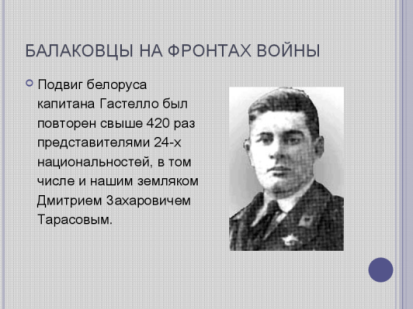 БАЛАКОВЦЫ НА ФРОНТАХ ВОЙНЫ
Подвиг белоруса
капитана Гастелло был
повторен свыше 420 раз
представителями 24-х
национальностей, в том
числе и нашим земляком
Дмитрием Захаровичем
Тарасовым.